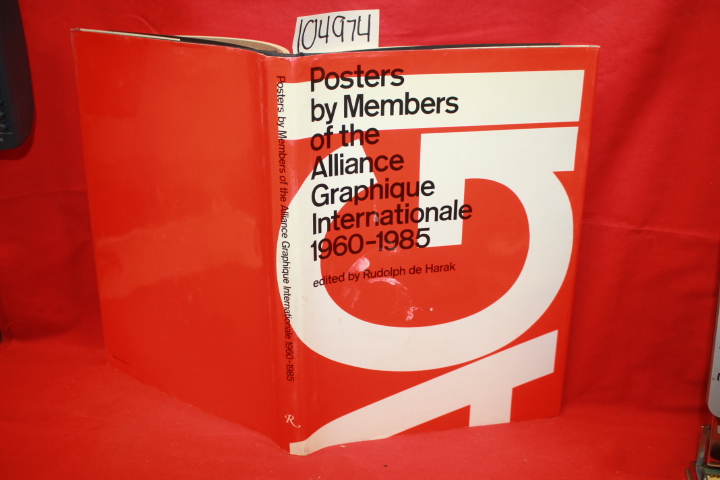 104974
Posters
by Members
of the
Alliance
Graphique
Internationale
1960-1985
edited by Rudolph de Harak
Posters by Members of the Alliance Graphique Internationale 1960-1985
R
AGI